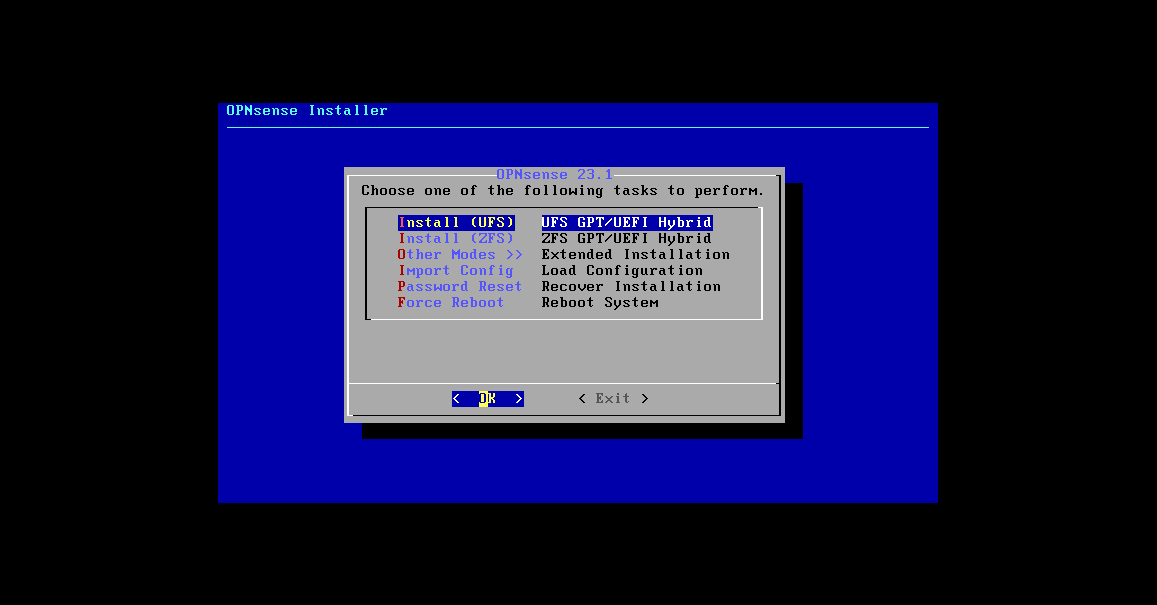 OPNsense Installer
OPNsense 23.1
Choose one of the following tasks to perform.
Install (UFS) UFS GPT/UEFI Hybrid
Install (ZFS) ZFS GPT/UEFI Hybrid
Other Modes >> Extended Installation
Import Config Load Configuration
Password Reset Recover Installation
Force Reboot Reboot System
< OK > < Exit >